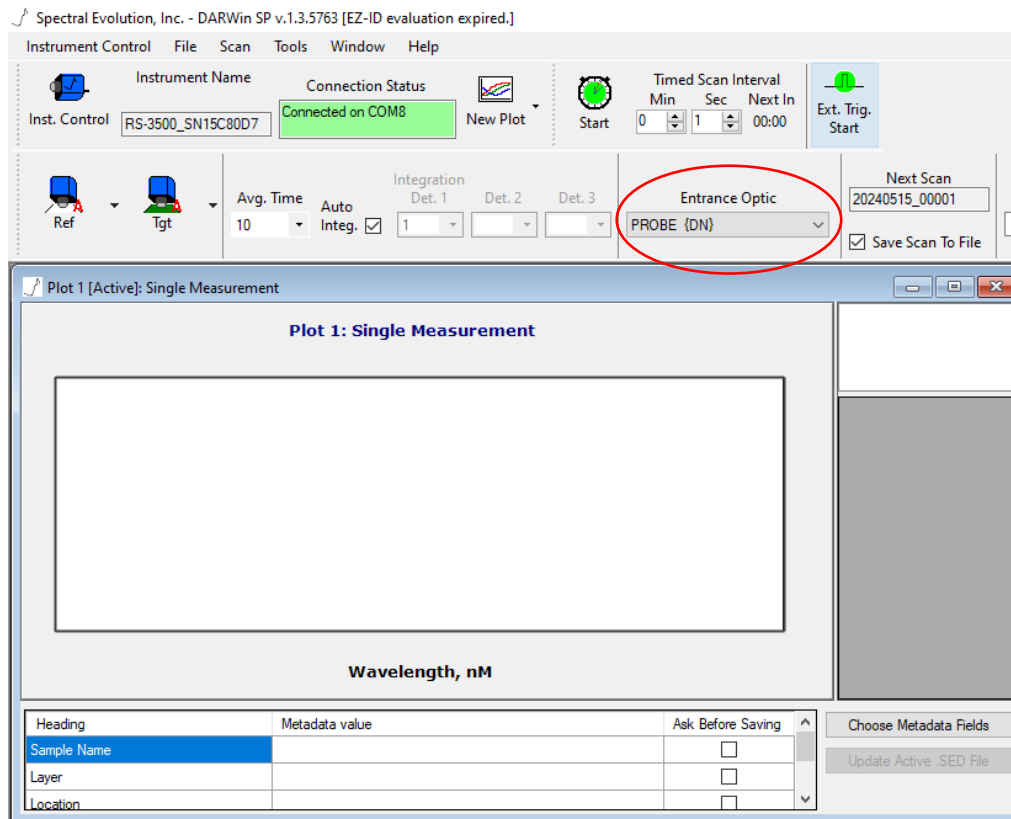 Spectral Evolution, Inc. - DARWin SP v.1.3.5763 [EZ-ID evaluation expired.]
Instrument Control File Scan Tools Window Help
Inst. Control
Instrument Name
RS-3500_SN15C80D7
Connection Status
Connected on COM8
New Plot
Start
Timed Scan Interval
Min Sec Next In
0 1 00:00
Ext. Trig.
Start
Ref
Tgt
Avg. Time
10
Auto
Integ.
Integration
Det. 1 Det. 2 Det. 3
1
Entrance Optic
PROBE {DN}
Next Scan
20240515_00001
Save Scan To File
Plot 1 [Active]: Single Measurement
Plot 1: Single Measurement
Wavelength, nM
Heading Metadata value Ask Before Saving
Sample Name
Layer
Location
Choose Metadata Fields
Update Active .SED File